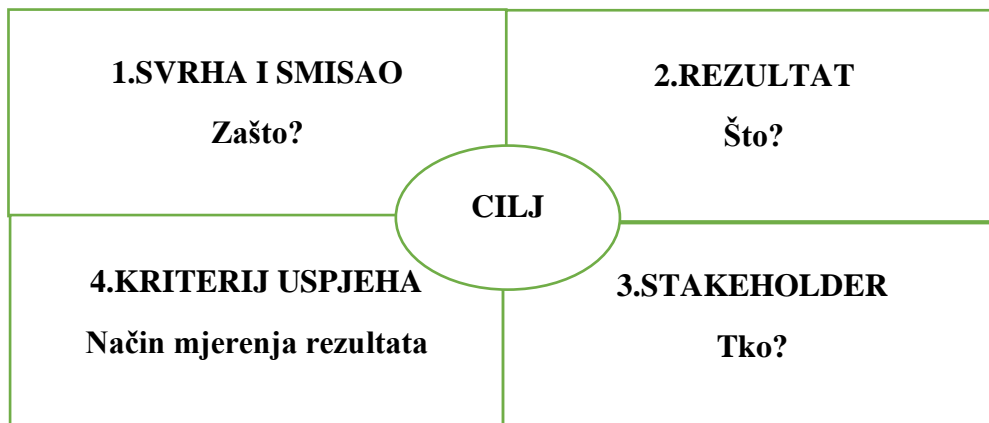 1.SVRHA I SMISAO
Zašto?
2.REZULTAT
Što?
CILJ
4.KRITERIJ USPJEHA
Način mjerenja rezultata
3.STAKEHOLDER
Tko?